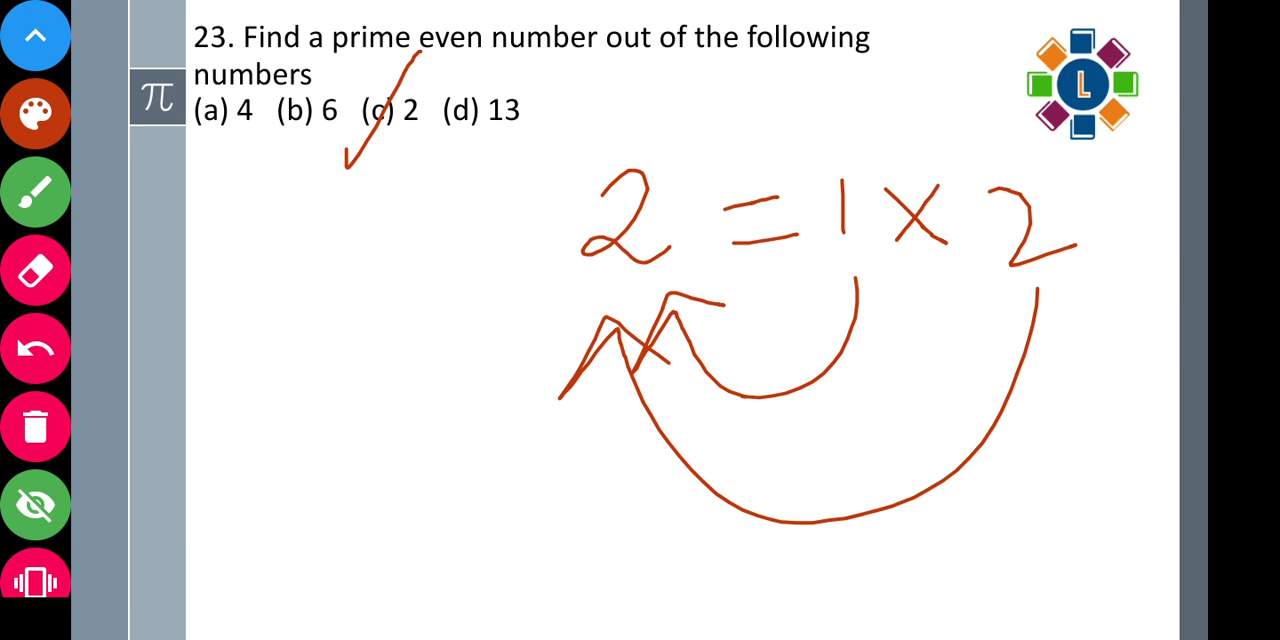 23. Find a prime even number out of the following
numbers
(a) 4 (b) 6 (c) 2 (d) 13
2 = 1 × 2
π
L